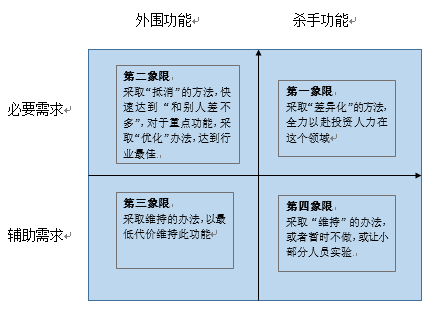 外围功能
杀手功能
必要需求
第二象限
采取“抵消”的方法，快
速达到“和别人差不
多”，对于重点功能，采
取“优化”办法，达到行
业最佳.
第一象限
采取“差异化”的方法，
全力以赴投资人力在
这个领域
辅助需求
第三象限
采取维持的办法，以最
低代价维持此功能
第四象限
采取“维持”的办法，
或者暂时不做，或让小
部分人员实验.